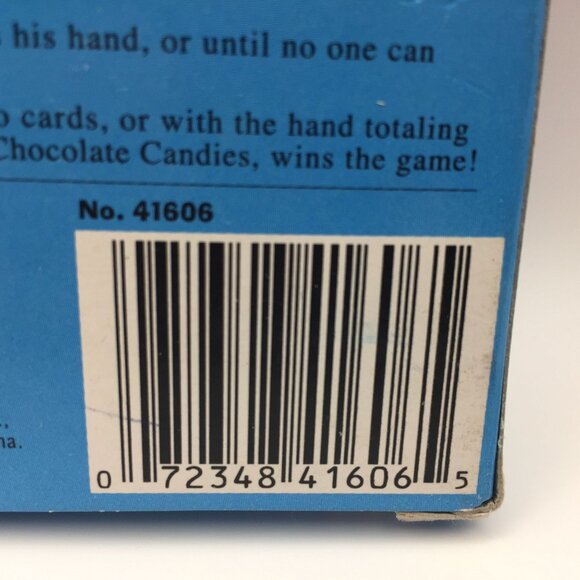 his hand, or until no one can
cards, or with the hand totaling
Chocolate Candies, wins the game!
No. 41606
0 72348 41606 5